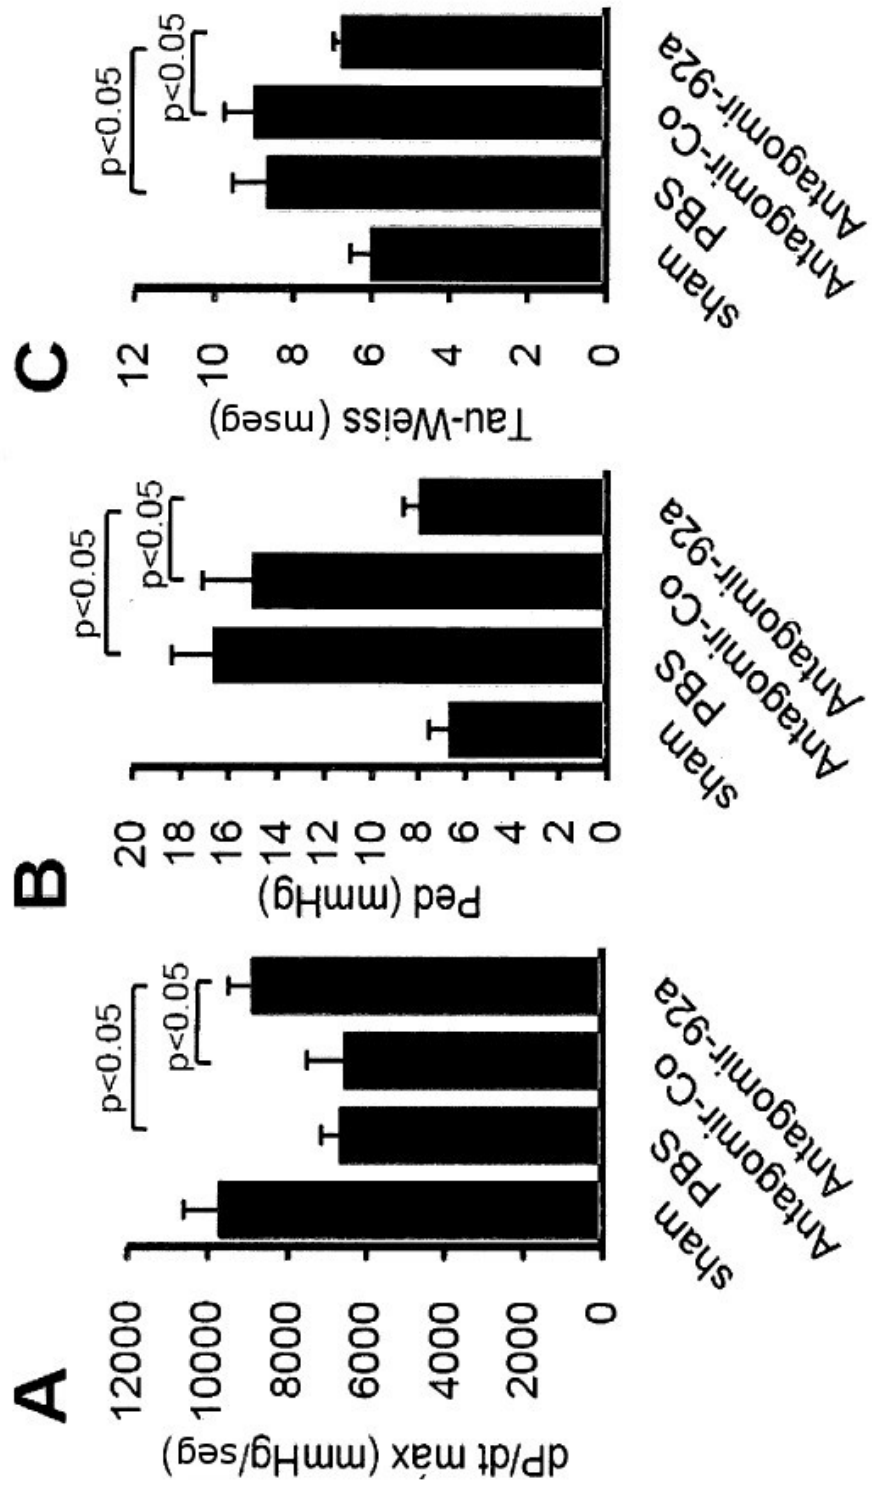 A
dP/dt máx (mmHg/seg)
12000
10000
8000
6000
4000
2000
0
p<0.05
p<0.05
sham
PBS
Antagomir-Co
Antagomir-92a
B
Ped (mmHg)
20
18
16
14
12
10
8
6
4
2
0
p<0.05
p<0.05
sham
PBS
Antagomir-Co
Antagomir-92a
C
Tau-Weiss (mseg)
12
10
8
6
4
2
0
p<0.05
p<0.05
sham
PBS
Antagomir-Co
Antagomir-92a